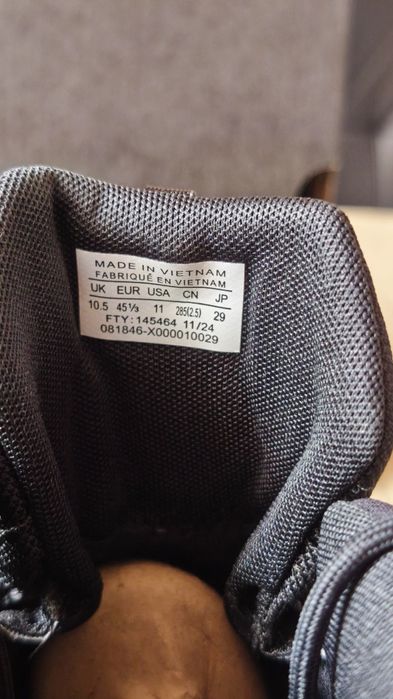 MADE IN VIETNAM
FABRIQUÉ EN VIETNAM
UK EUR USA CN JP
10.5 45⅓ 11 285(2.5) 29
FTY:145464 11/24
081846-X000010029